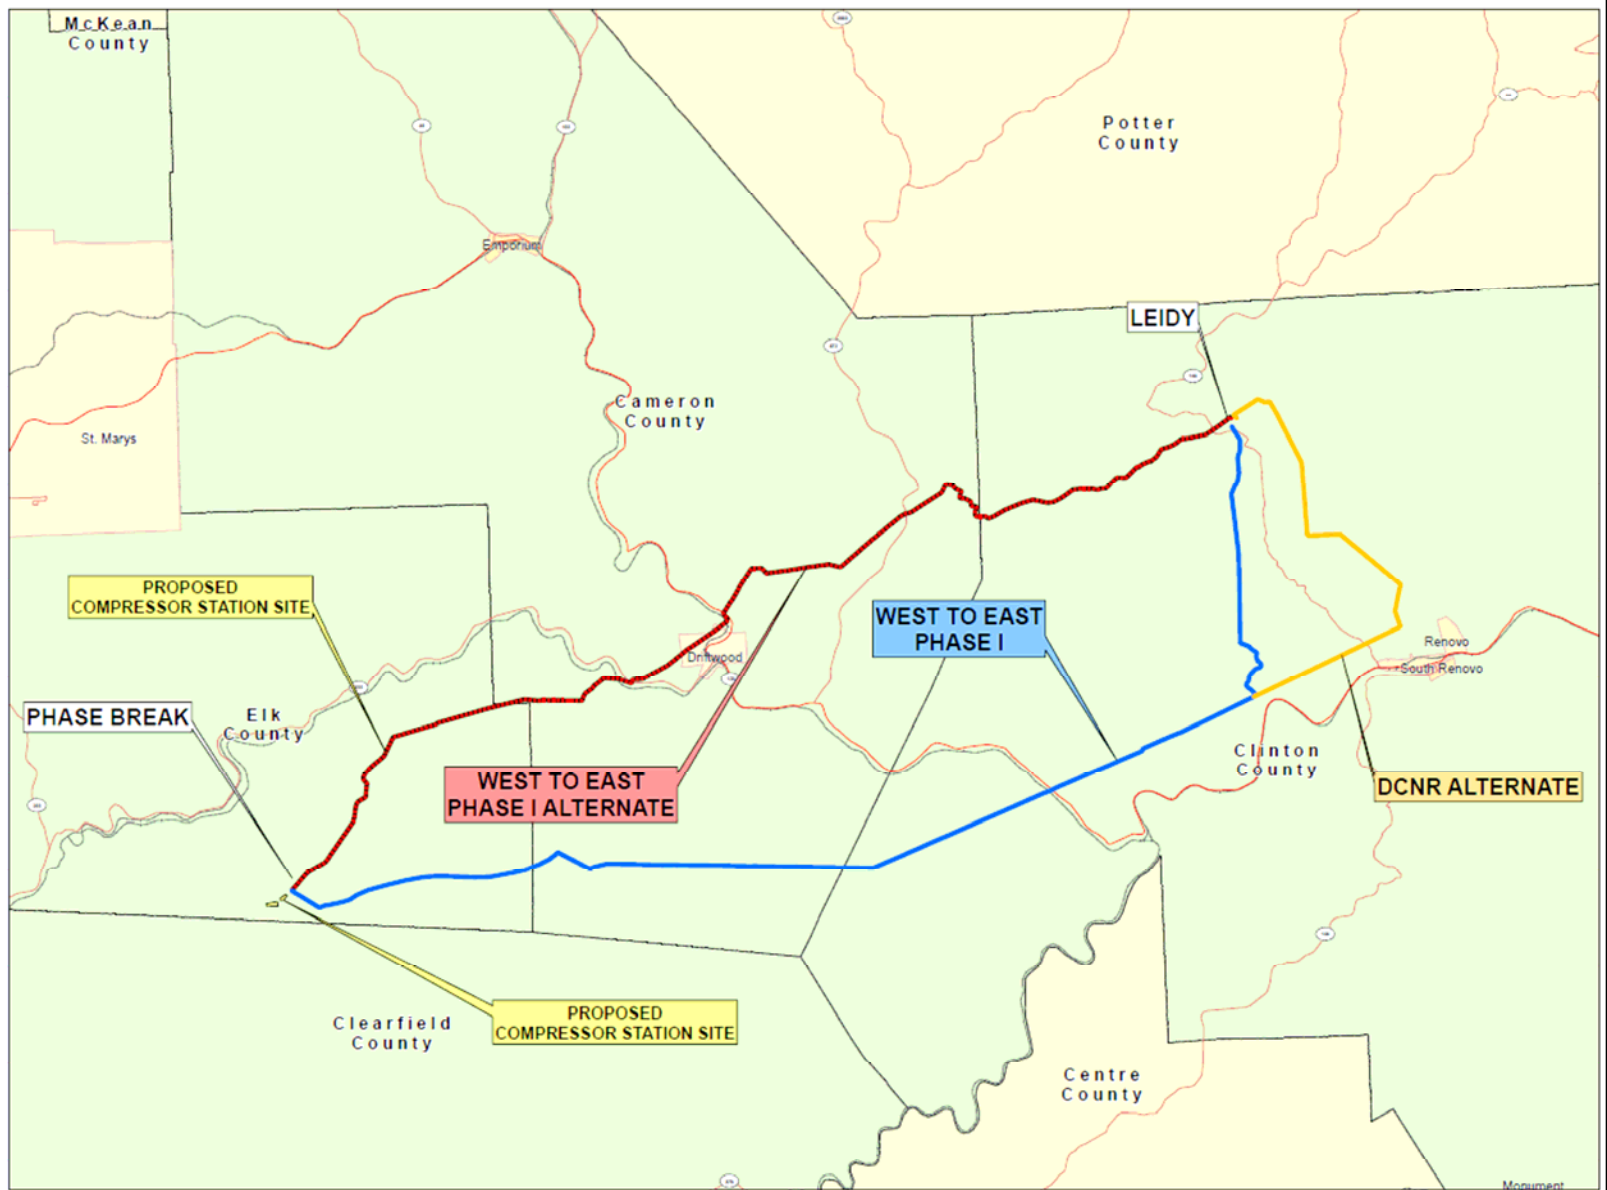 McKean
County
Potter
County
Emporium
LEIDY
Cameron
County
St. Marys
PROPOSED
COMPRESSOR STATION SITE
WEST TO EAST
PHASE I
Driftwood
Renovo
South Renovo
PHASE BREAK
Elk
County
Clinton
County
WEST TO EAST
PHASE I ALTERNATE
DCNR ALTERNATE
PROPOSED
COMPRESSOR STATION SITE
Clearfield
County
Centre
County
Monument